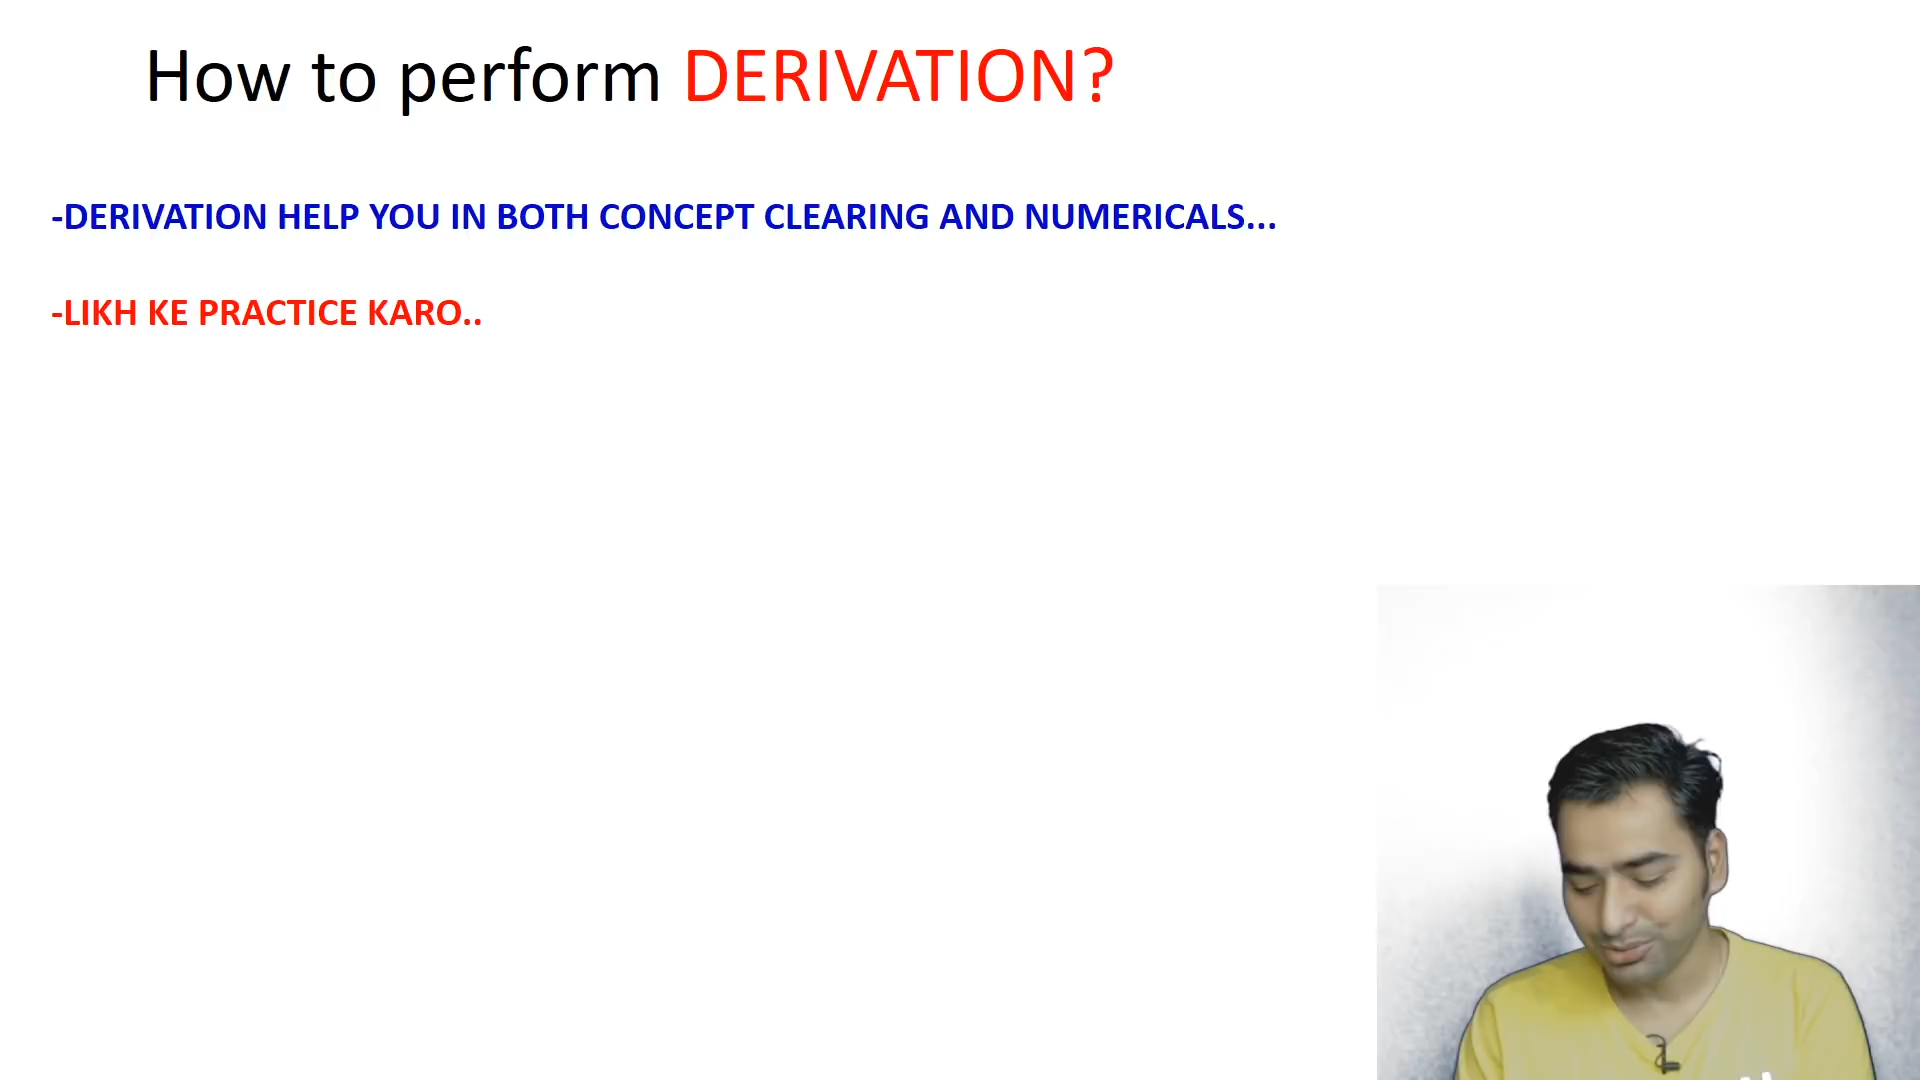 How to perform DERIVATION?
-DERIVATION HELP YOU IN BOTH CONCEPT CLEARING AND NUMERICALS...
-LIKH KE PRACTICE KARO..